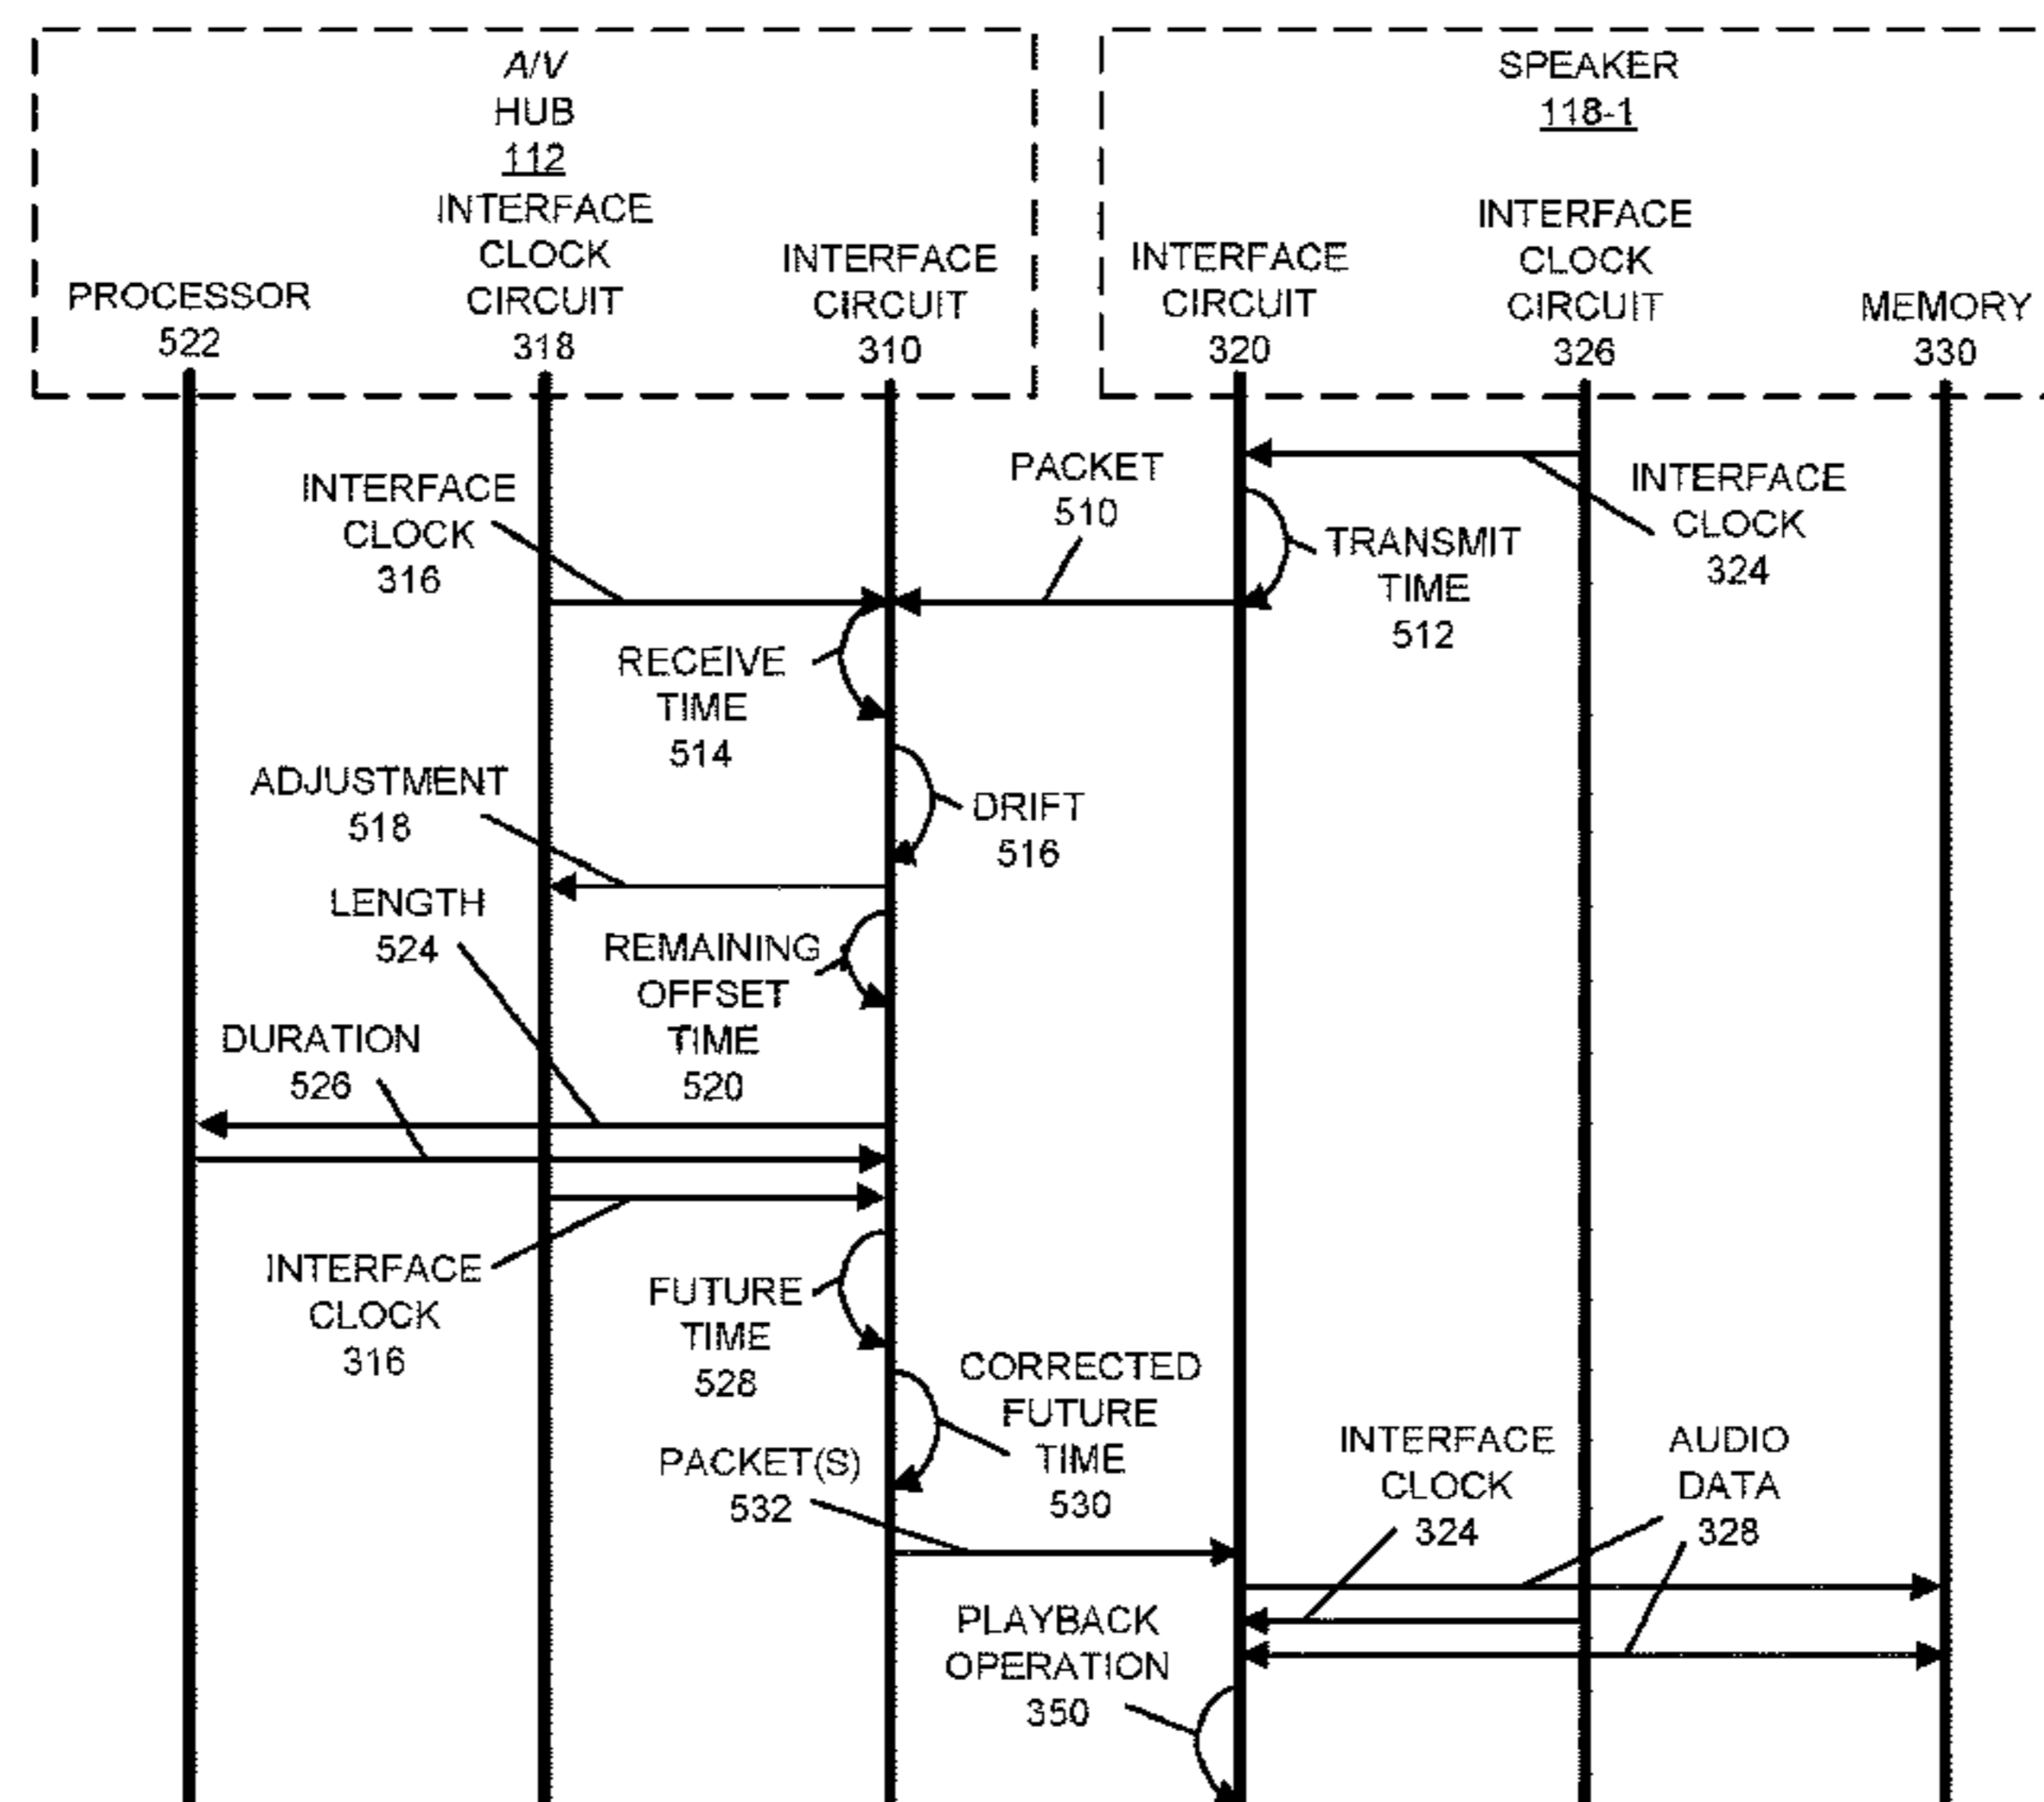 A/V
HUB
112
SPEAKER
118-1
PROCESSOR
522
INTERFACE
CLOCK
CIRCUIT
318
INTERFACE
CIRCUIT
310
INTERFACE
CIRCUIT
320
INTERFACE
CLOCK
CIRCUIT
326
MEMORY
330
INTERFACE
CLOCK
316
PACKET
510
TRANSMIT
TIME
512
INTERFACE
CLOCK
324
RECEIVE
TIME
514
ADJUSTMENT
518
DRIFT
516
LENGTH
524
REMAINING
OFFSET
TIME
520
DURATION
526
INTERFACE
CLOCK
316
FUTURE
TIME
528
CORRECTED
FUTURE
TIME
530
PACKET(S)
532
INTERFACE
CLOCK
324
AUDIO
DATA
328
PLAYBACK
OPERATION
350